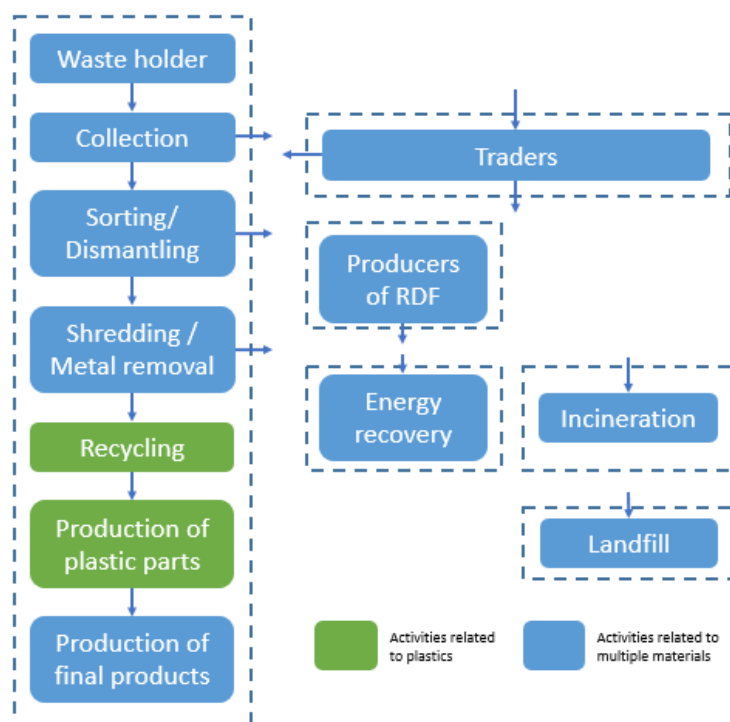 Waste holder
Collection
Sorting/
Dismantling
Shredding /
Metal removal
Recycling
Production of
plastic parts
Production of
final products
Traders
Producers
of RDF
Energy
recovery
Incineration
Landfill
Activities related
to plastics
Activities related to
multiple materials